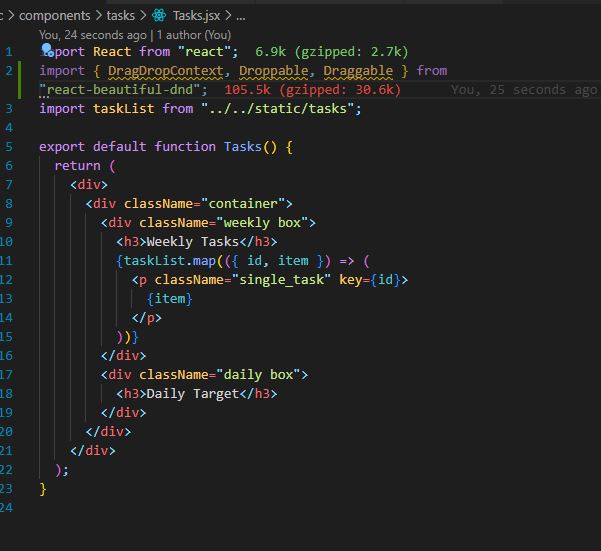 c > components > tasks > Tasks.jsx > ...
You, 24 seconds ago | 1 author (You)
1 import React from "react"; 6.9k (gzipped: 2.7k)
2 import { DragDropContext, Droppable, Draggable } from
"react-beautiful-dnd"; 105.5k (gzipped: 30.6k) You, 25 seconds ago
3 import taskList from "../../static/tasks";
4
5 export default function Tasks() {
6 return (
7 <div>
8 <div className="container">
9 <div className="weekly box">
10 <h3>Weekly Tasks</h3>
11 {taskList.map(({ id, item }) => (
12 <p className="single_task" key={id}>
13 {item}
14 </p>
15 ))}
16 </div>
17 <div className="daily box">
18 <h3>Daily Target</h3>
19 </div>
20 </div>
21 </div>
22 );
23 }
24